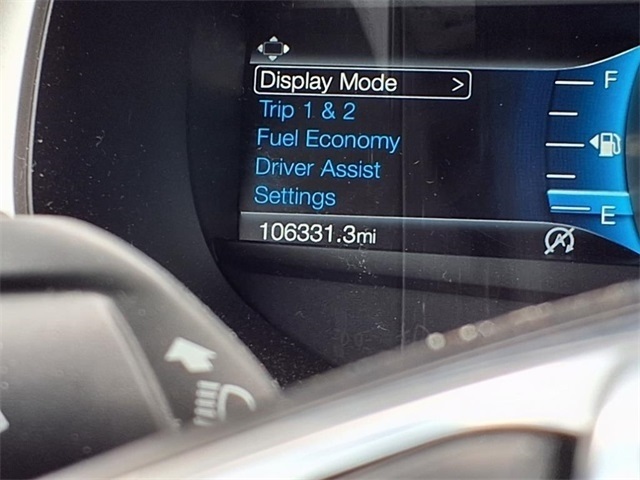 Display Mode >
Trip 1 & 2
Fuel Economy
Driver Assist
Settings
106331.3mi
F
E